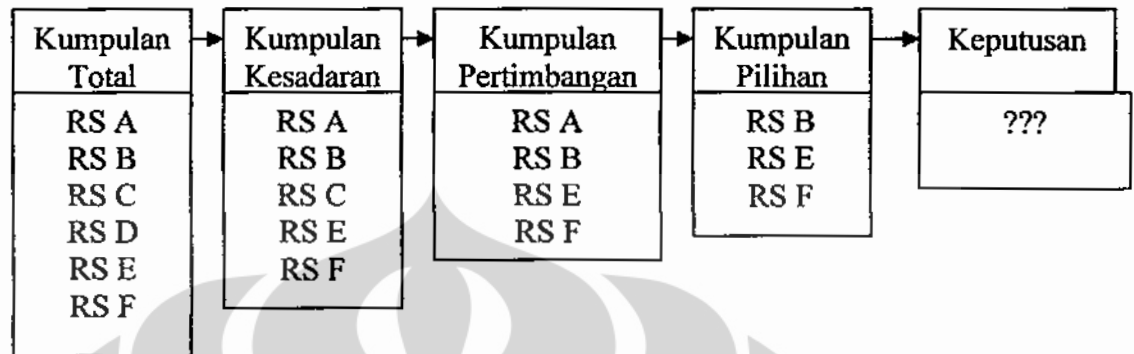 Kumpulan
Total
RS A
RS B
RS C
RS D
RS E
RS F
Kumpulan
Kesadaran
RS A
RS B
RS C
RS E
RS F
Kumpulan
Pertimbangan
RS A
RS B
RS E
RS F
Kumpulan
Pilihan
RS B
RS E
RS F
Keputusan
???